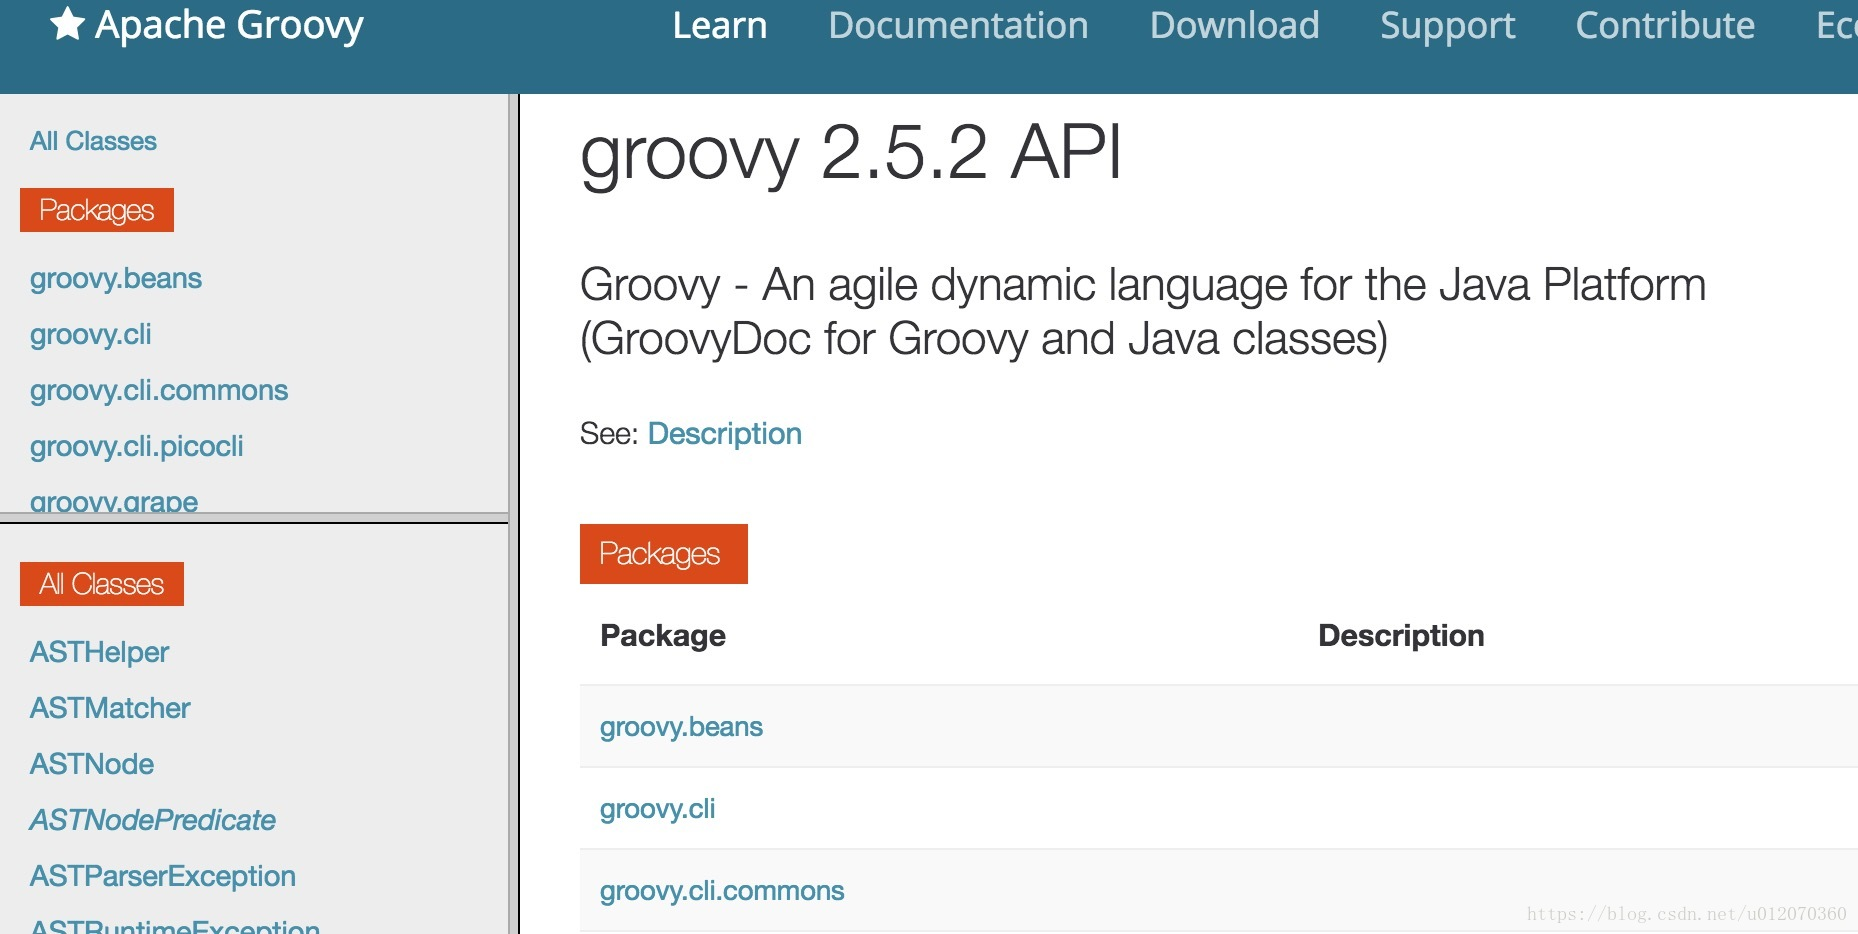 Apache Groovy
Learn Documentation Download Support Contribute
All Classes
Packages
groovy.beans
groovy.cli
groovy.cli.commons
groovy.cli.picocli
groovy.grape
All Classes
ASTHelper
ASTMatcher
ASTNode
ASTNodePredicate
ASTParserException
ASTRuntimeException
groovy 2.5.2 API
Groovy - An agile dynamic language for the Java Platform
(GroovyDoc for Groovy and Java classes)
See: Description
Packages
Package Description
groovy.beans
groovy.cli
groovy.cli.commons
https://blog.csdn.net/u012070360